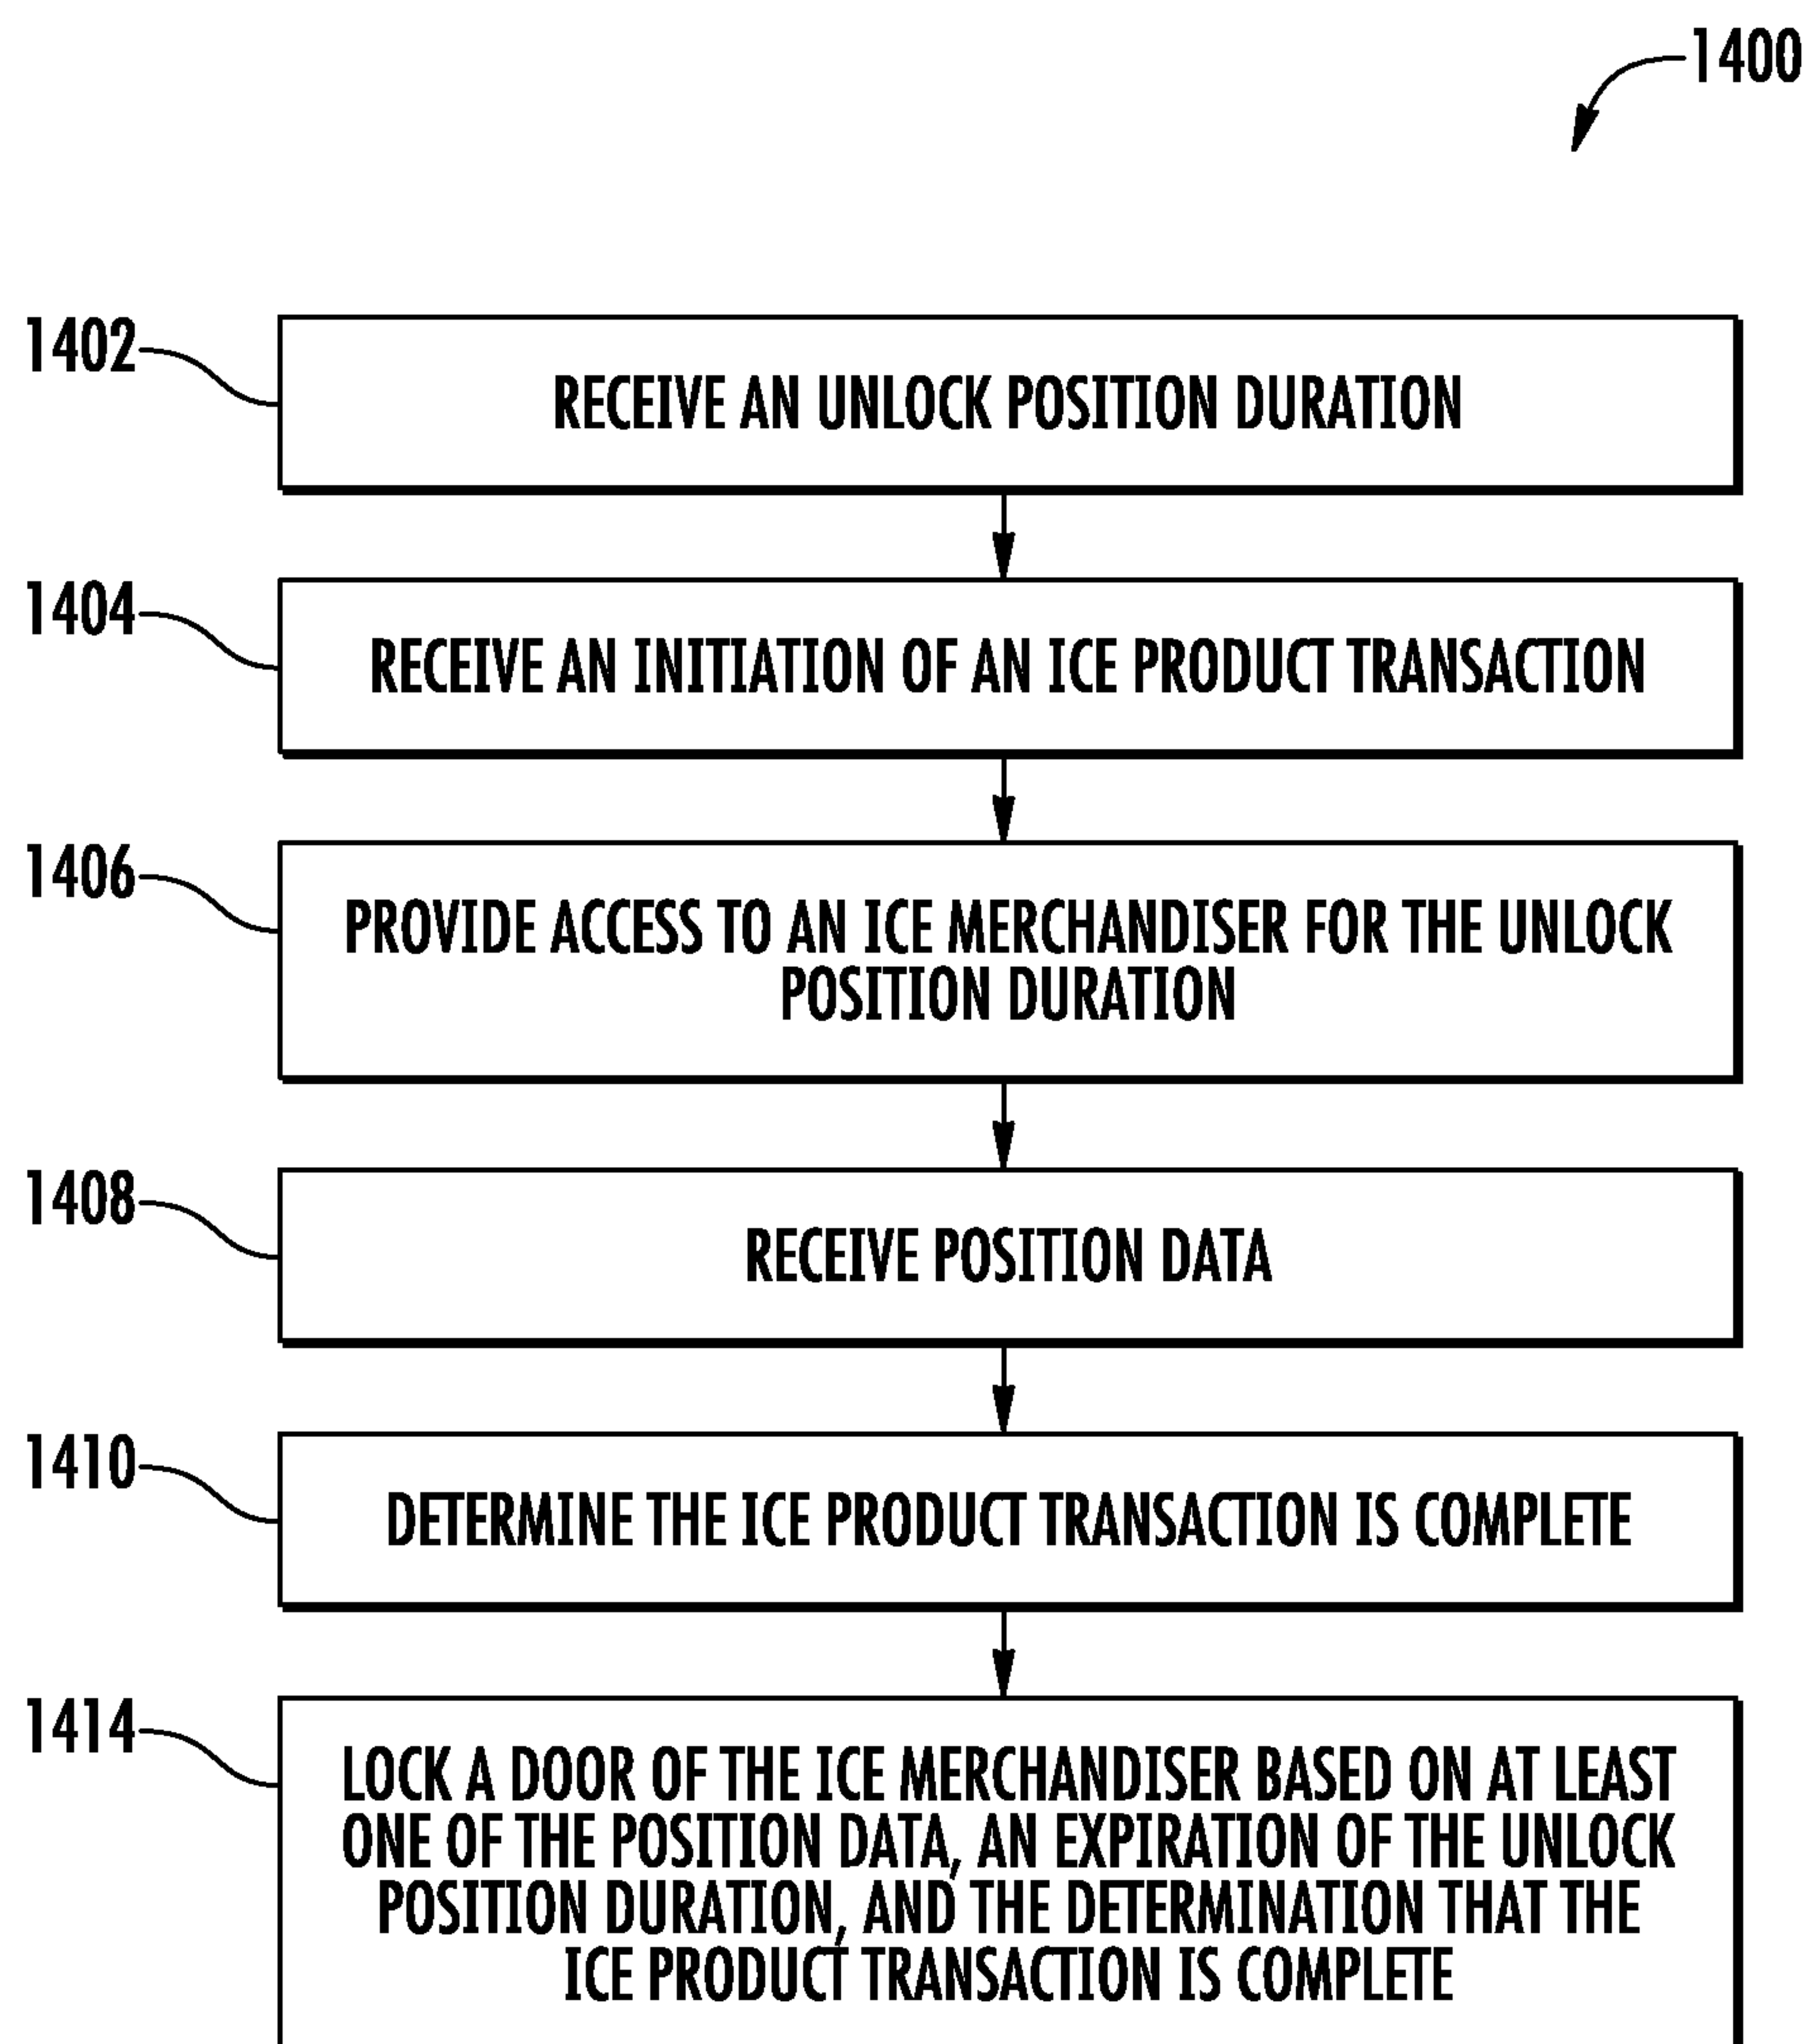 1400
1402
RECEIVE AN UNLOCK POSITION DURATION
1404
RECEIVE AN INITIATION OF AN ICE PRODUCT TRANSACTION
1406
PROVIDE ACCESS TO AN ICE MERCHANDISER FOR THE UNLOCK
POSITION DURATION
1408
RECEIVE POSITION DATA
1410
DETERMINE THE ICE PRODUCT TRANSACTION IS COMPLETE
1414
LOCK A DOOR OF THE ICE MERCHANDISER BASED ON AT LEAST
ONE OF THE POSITION DATA, AN EXPIRATION OF THE UNLOCK
POSITION DURATION, AND THE DETERMINATION THAT THE
ICE PRODUCT TRANSACTION IS COMPLETE